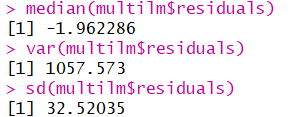 > median(multilm$residuals)
[1] -1.962286
> var(multilm$residuals)
[1] 1057.573
> sd(multilm$residuals)
[1] 32.52035